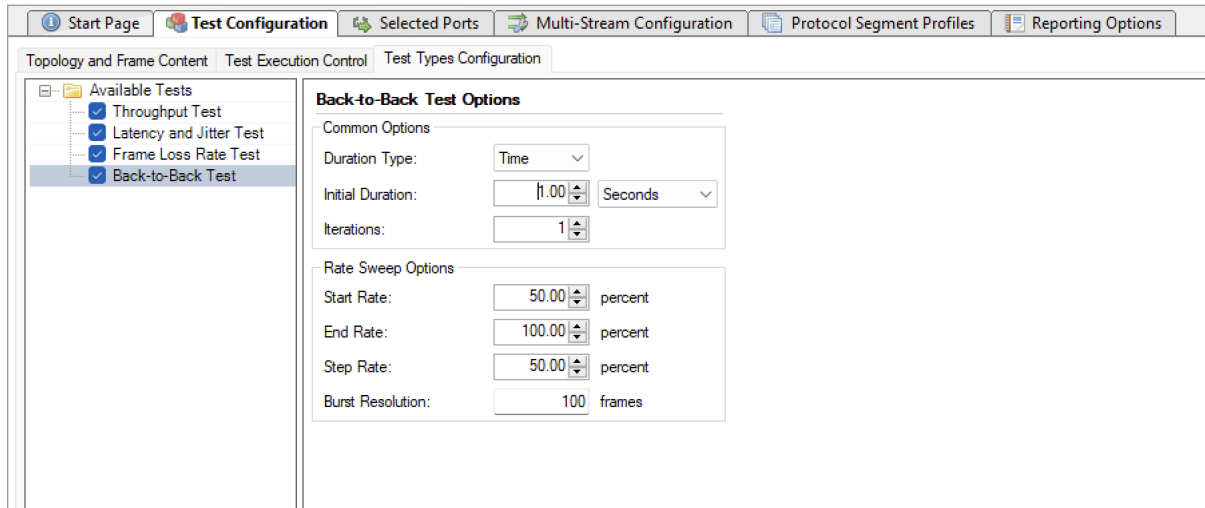 Start Page Test Configuration Selected Ports Multi-Stream Configuration Protocol Segment Profiles Reporting Options
Topology and Frame Content Test Execution Control Test Types Configuration
Available Tests
Throughput Test
Latency and Jitter Test
Frame Loss Rate Test
Back-to-Back Test
Back-to-Back Test Options
Common Options
Duration Type: Time
Initial Duration: 1.00 Seconds
Iterations: 1
Rate Sweep Options
Start Rate: 50.00 percent
End Rate: 100.00 percent
Step Rate: 50.00 percent
Burst Resolution: 100 frames